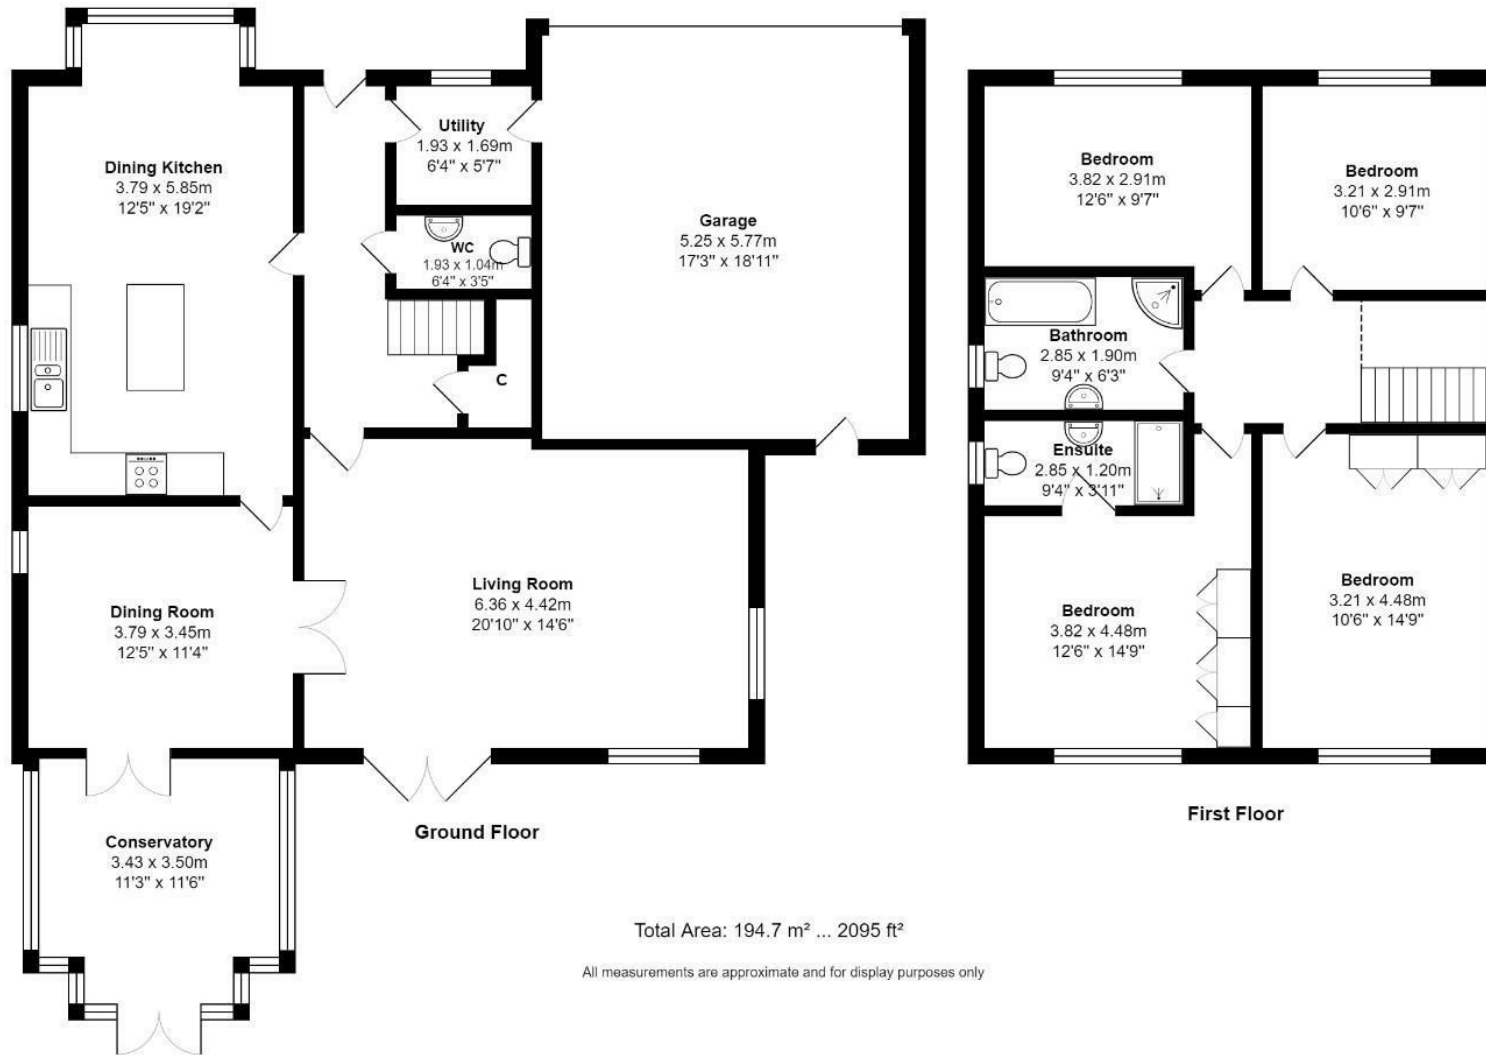 Dining Kitchen
3.79 x 5.85m
12'5" x 19'2"
Utility
1.93 x 1.69m
6'4" x 5'7"
WC
1.93 x 1.04m
6'4" x 3'5"
C
Garage
5.25 x 5.77m
17'3" x 18'11"
Dining Room
3.79 x 3.45m
12'5" x 11'4"
Living Room
6.36 x 4.42m
20'10" x 14'6"
Conservatory
3.43 x 3.50m
11'3" x 11'6"
Ground Floor
Bedroom
3.82 x 2.91m
12'6" x 9'7"
Bedroom
3.21 x 2.91m
10'6" x 9'7"
Bathroom
2.85 x 1.90m
9'4" x 6'3"
Ensuite
2.85 x 1.20m
9'4" x 3'11"
Bedroom
3.82 x 4.48m
12'6" x 14'9"
Bedroom
3.21 x 4.48m
10'6" x 14'9"
First Floor
Total Area: 194.7 m² ... 2095 ft²
All measurements are approximate and for display purposes only